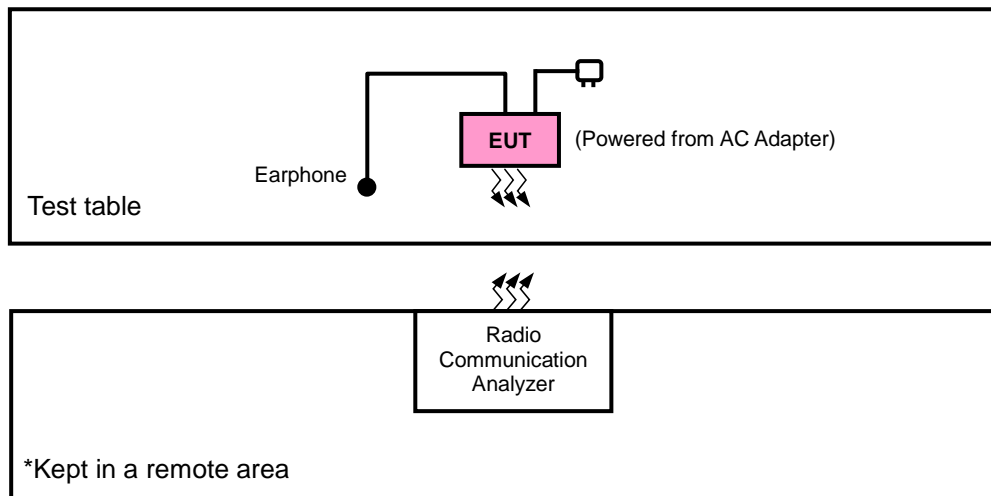 EUT
(Powered from AC Adapter)
Earphone
Test table
Radio
Communication
Analyzer
*Kept in a remote area